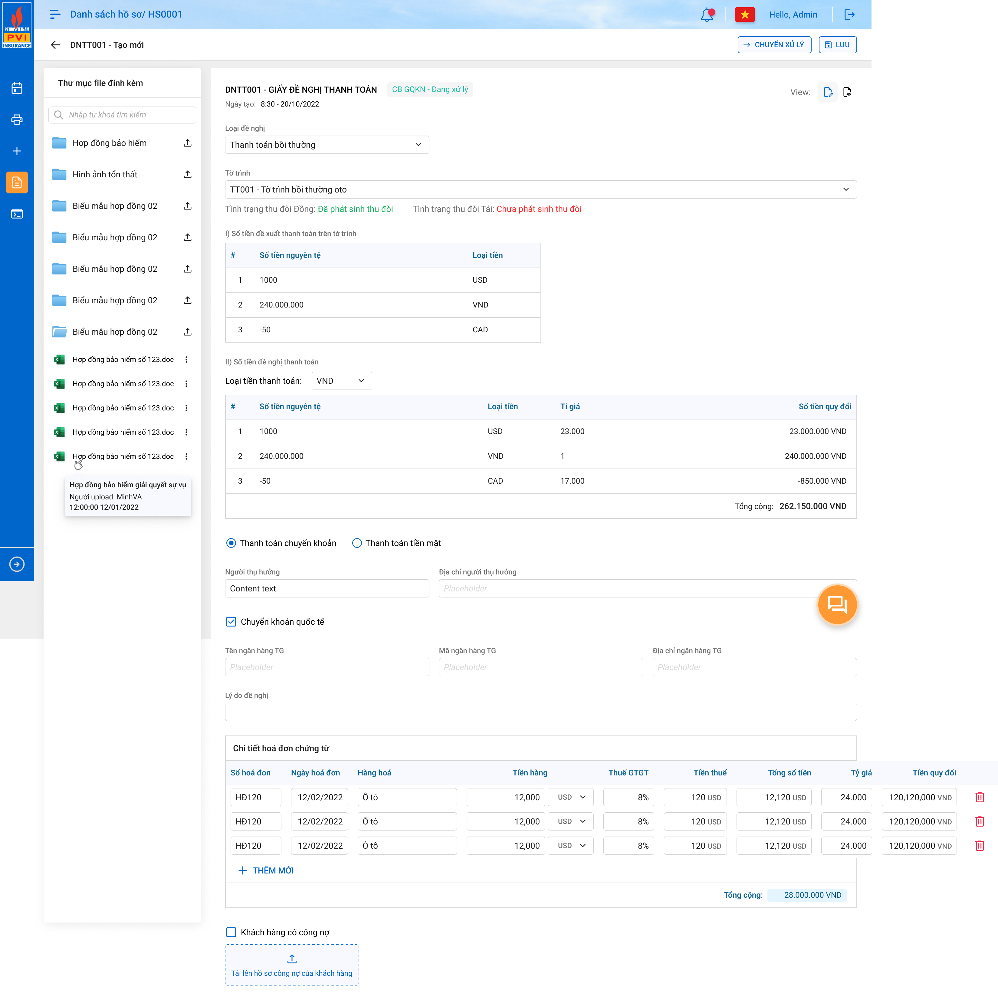 PETROVIETNAM
PVI
INSURANCE
Danh sách hồ sơ/ HS0001
Hello, Admin
DNTT001 - Tạo mới
CHUYỂN XỬ LÝ
LƯU
Thư mục file đính kèm
Nhập từ khoá tìm kiếm
Hợp đồng bảo hiểm
Hình ảnh tổn thất
Biểu mẫu hợp đồng 02
Biểu mẫu hợp đồng 02
Biểu mẫu hợp đồng 02
Biểu mẫu hợp đồng 02
Biểu mẫu hợp đồng 02
Hợp đồng bảo hiểm số 123.doc
Hợp đồng bảo hiểm số 123.doc
Hợp đồng bảo hiểm số 123.doc
Hợp đồng bảo hiểm số 123.doc
Hợp đồng bảo hiểm số 123.doc
Hợp đồng bảo hiểm giải quyết sự vụ
Người upload: MinhVA
12:00:00 12/01/2022
DNTT001 - GIẤY ĐỀ NGHỊ THANH TOÁN CB GQKN - Đang xử lý
View:
Ngày tạo: 8:30 - 20/10/2022
Loại đề nghị
Thanh toán bồi thường
Tờ trình
TT001 - Tờ trình bồi thường oto
Tình trạng thu đòi Đồng: Đã phát sinh thu đòi Tình trạng thu đòi Tái: Chưa phát sinh thu đòi
I) Số tiền đề xuất thanh toán trên tờ trình
# Số tiền nguyên tệ Loại tiền
1 1000 USD
2 240.000.000 VND
3 -50 CAD
II) Số tiền đề nghị thanh toán
Loại tiền thanh toán: VND
# Số tiền nguyên tệ Loại tiền Tỉ giá Số tiền quy đổi
1 1000 USD 23.000 23.000.000 VND
2 240.000.000 VND 1 240.000.000 VND
3 -50 CAD 17.000 -850.000 VND
Tổng cộng: 262.150.000 VND
Thanh toán chuyển khoản Thanh toán tiền mặt
Người thụ hưởng Địa chỉ người thụ hưởng
Content text Placeholder
Chuyển khoản quốc tế
Tên ngân hàng TG Mã ngân hàng TG Địa chỉ ngân hàng TG
Placeholder Placeholder Placeholder
Lý do đề nghị
Chi tiết hoá đơn chứng từ
Số hoá đơn Ngày hoá đơn Hàng hoá Tiền hàng Thuế GTGT Tiền thuế Tổng số tiền Tỷ giá Tiền quy đổi
HĐ120 12/02/2022 Ô tô 12,000 USD 8% 120 USD 12,120 USD 24.000 120,120,000 VND
HĐ120 12/02/2022 Ô tô 12,000 USD 8% 120 USD 12,120 USD 24.000 120,120,000 VND
HĐ120 12/02/2022 Ô tô 12,000 USD 8% 120 USD 12,120 USD 24.000 120,120,000 VND
THÊM MỚI
Tổng cộng: 28.000.000 VND
Khách hàng có công nợ
Tải lên hồ sơ công nợ của khách hàng